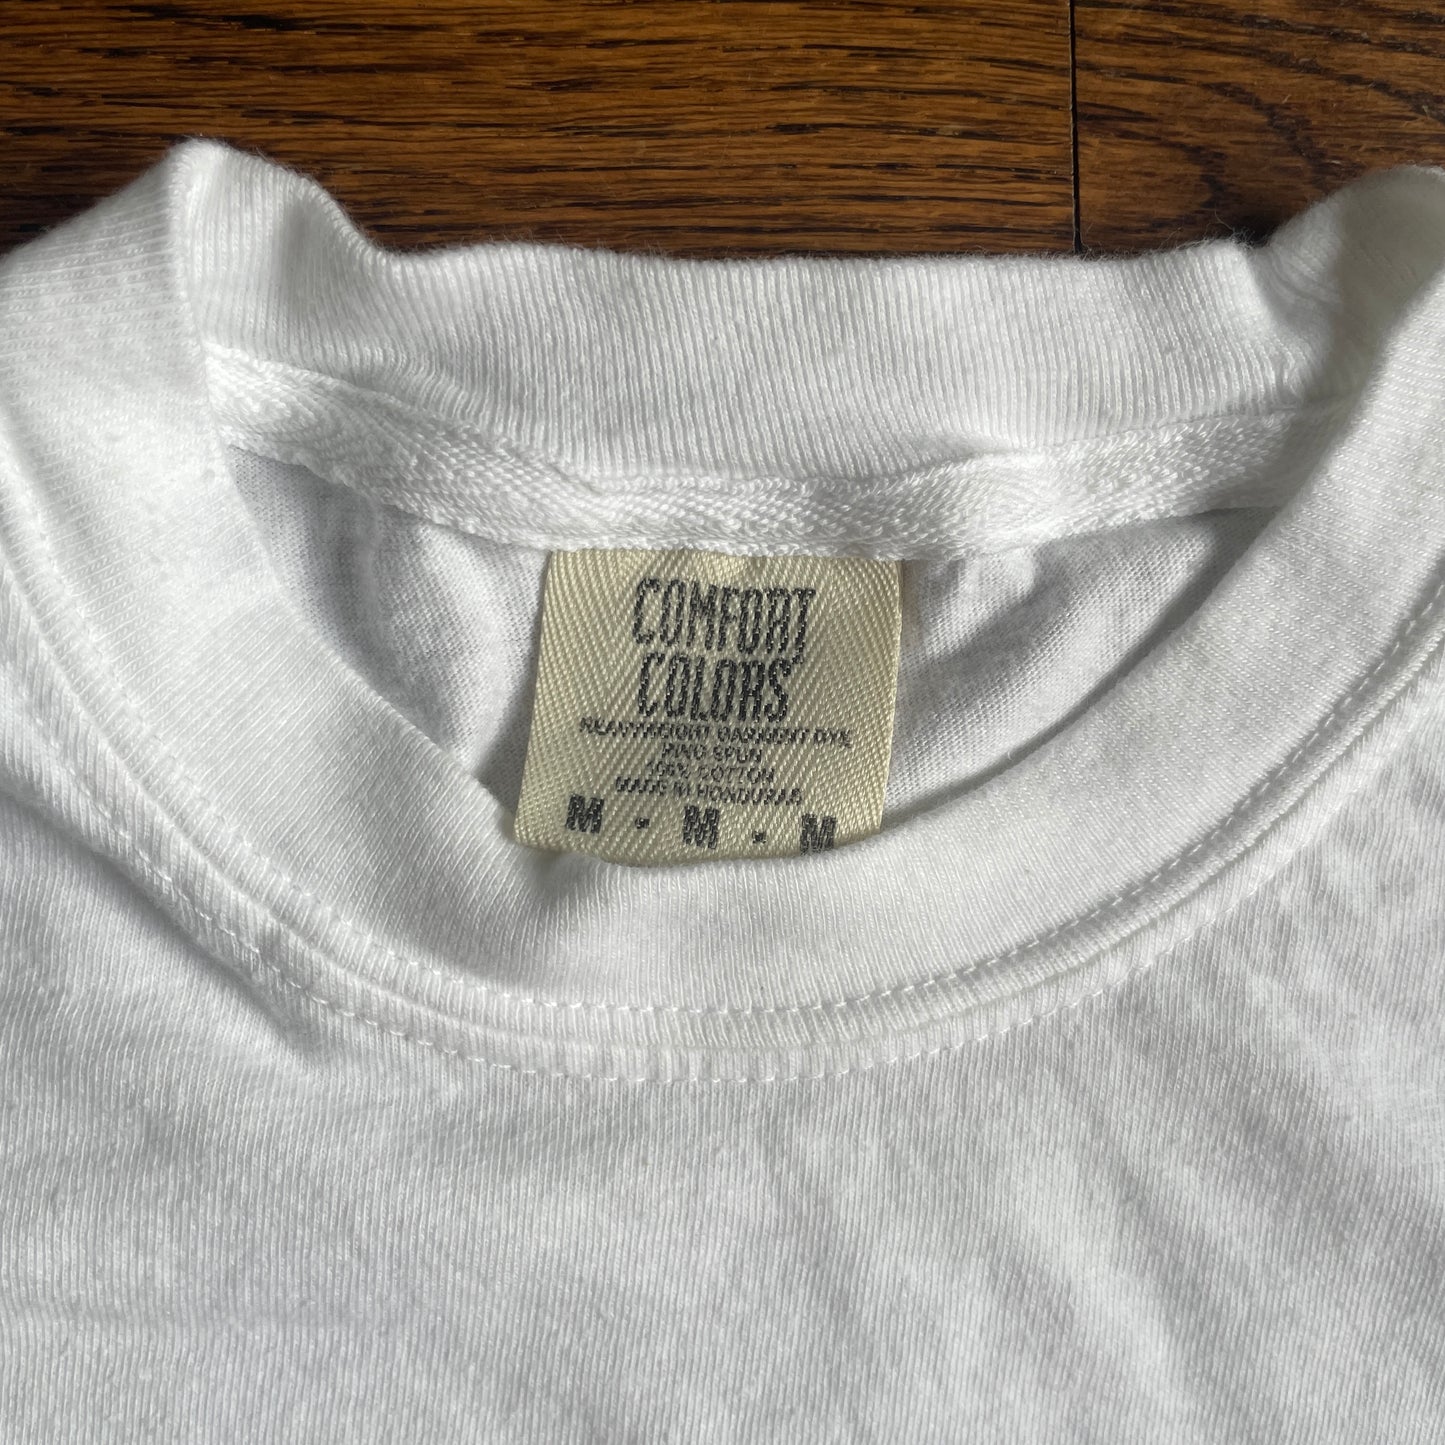 COMFORT
COLORS
HEAVYWEIGHT GARMENT DYE
RING SPUN
100% COTTON
MADE IN HONDURAS
M · M · M